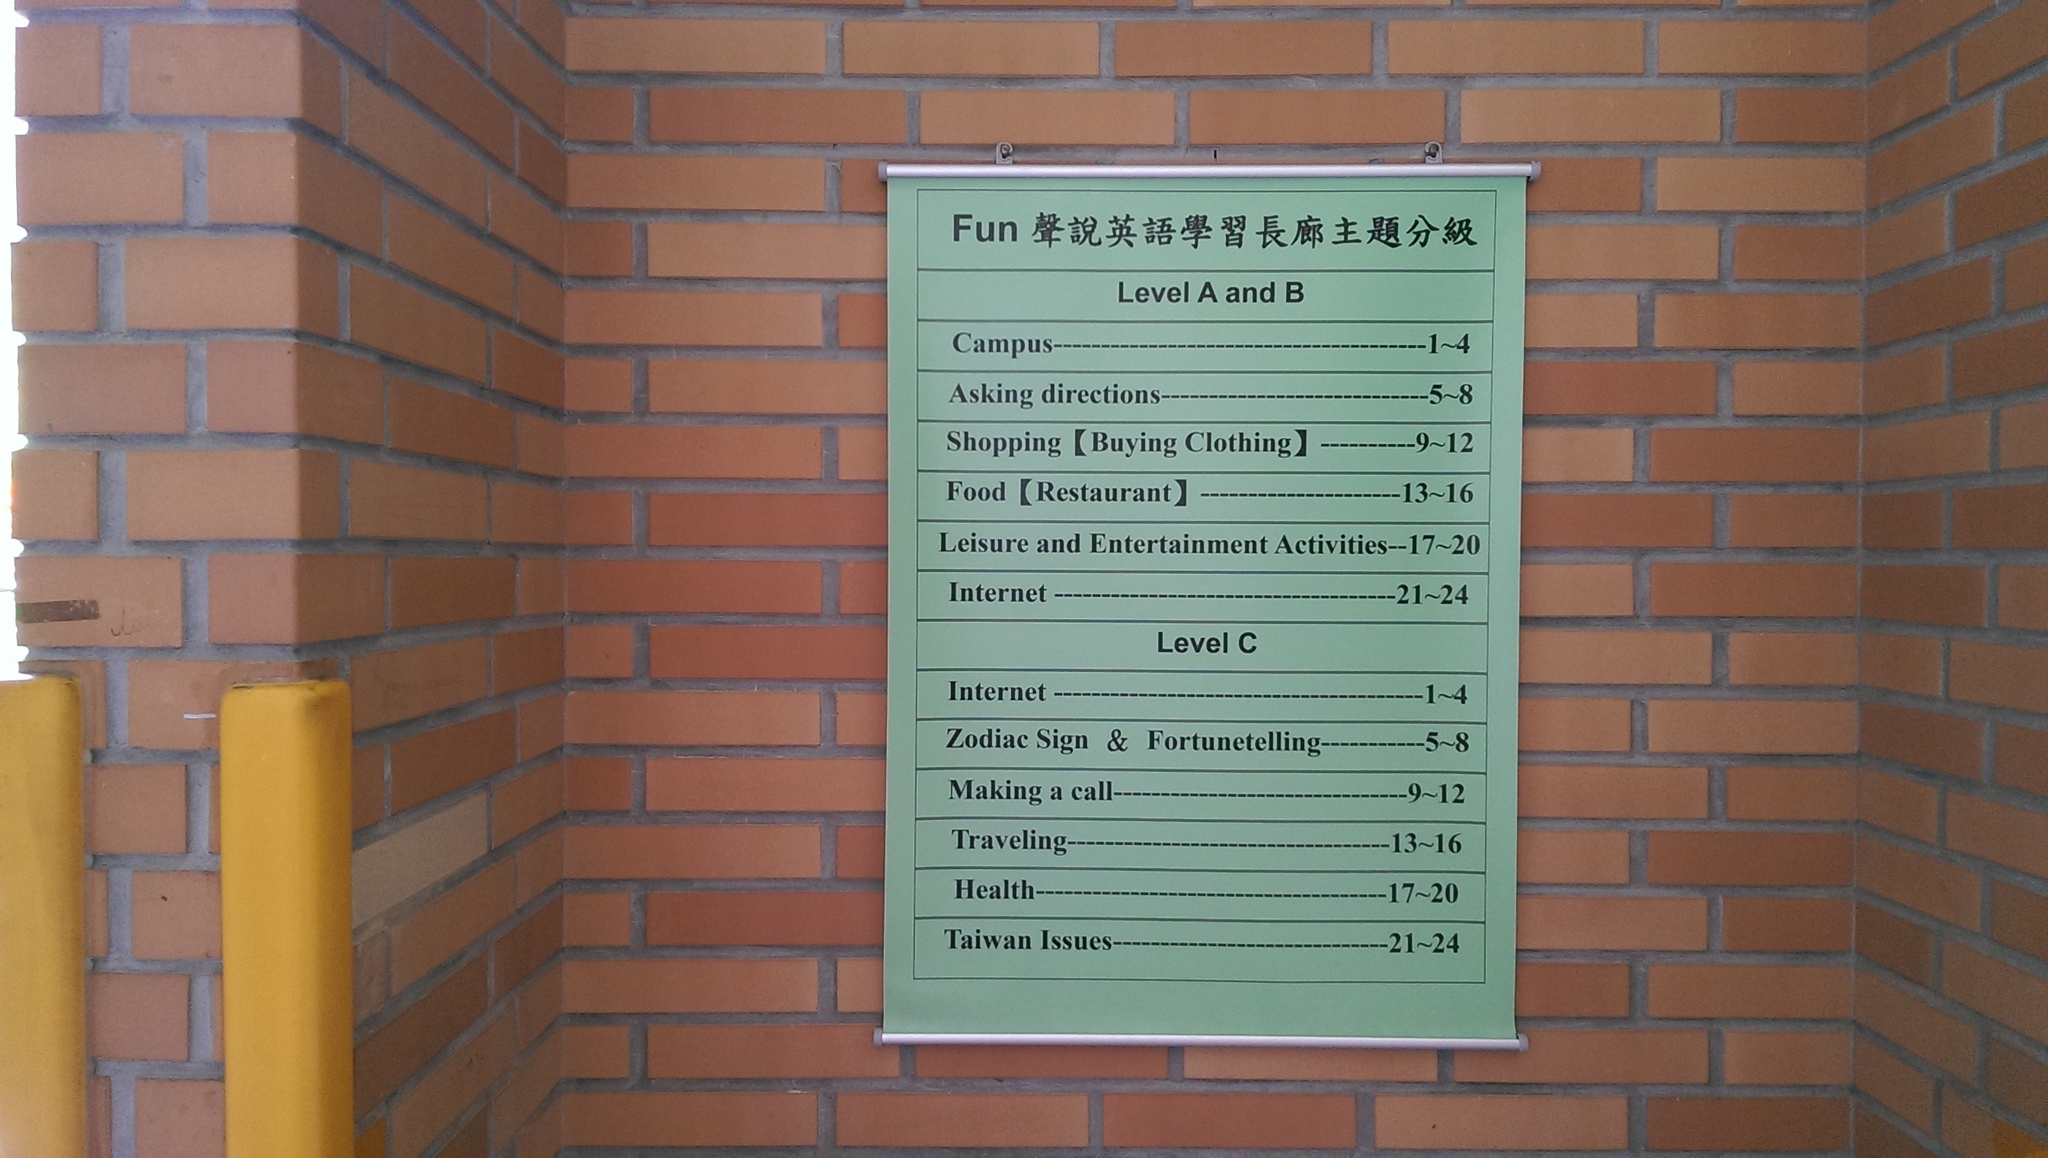 Fun 聲說英語學習長廊主題分級
Level A and B
Campus---------------------------------------1~4
Asking directions----------------------------5~8
Shopping【Buying Clothing】----------9~12
Food【Restaurant】---------------------13~16
Leisure and Entertainment Activities--17~20
Internet ------------------------------------21~24
Level C
Internet ---------------------------------------1~4
Zodiac Sign ＆ Fortunetelling-----------5~8
Making a call-------------------------------9~12
Traveling----------------------------------13~16
Health-------------------------------------17~20
Taiwan Issues-----------------------------21~24